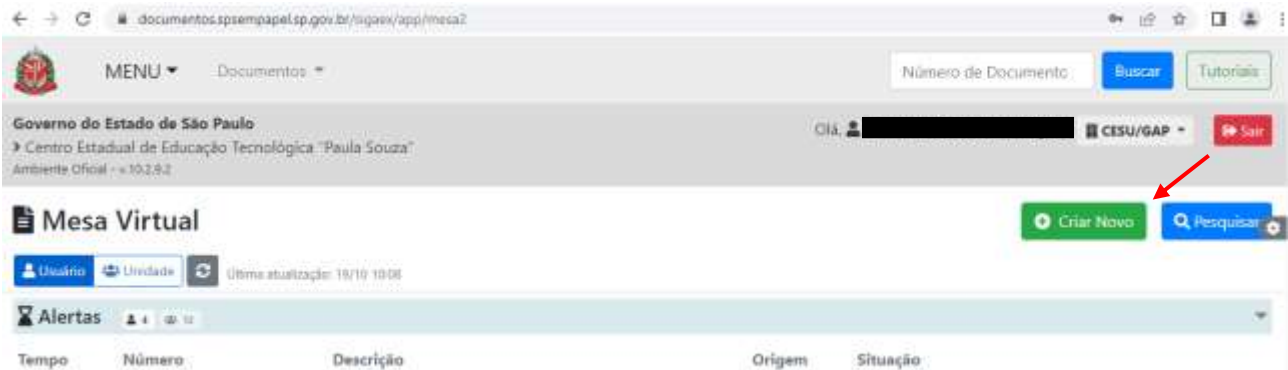 documentos.spsempapel.sp.gov.br/sigaex/app/mesa2
MENU Documentos Número de Documento Buscar Tutoriais
Governo do Estado de São Paulo
Centro Estadual de Educação Tecnológica "Paula Souza"
Olá, CESU/GAP Sair
Ambiente Oficial - v.10.2.9.2
Mesa Virtual Criar Novo Pesquisar
Usuário Unidade Última atualização: 19/10 10:08
Alertas 4 12
Tempo Número Descrição Origem Situação